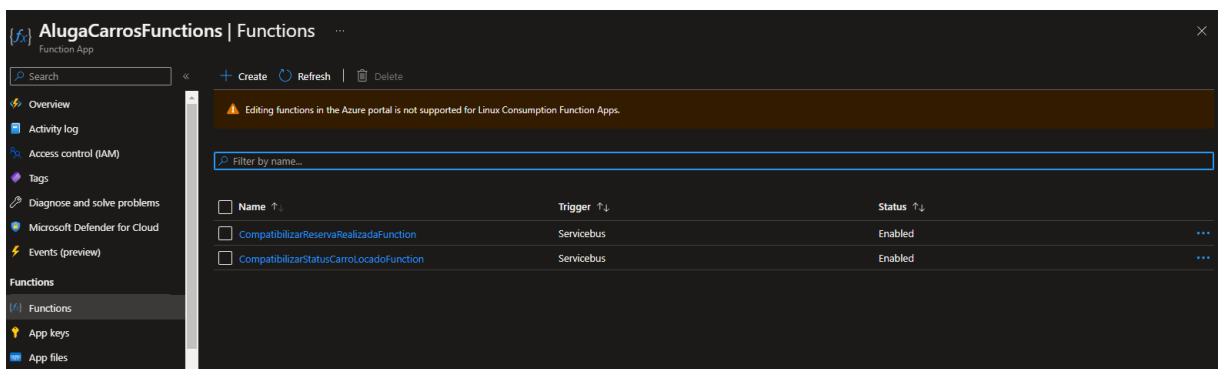 {fx} AlugaCarrosFunctions | Functions ...
Function App
Search «
Create Refresh | Delete
Overview
Activity log
Access control (IAM)
Tags
Diagnose and solve problems
Microsoft Defender for Cloud
Events (preview)
Functions
Functions
App keys
App files
Editing functions in the Azure portal is not supported for Linux Consumption Function Apps.
Filter by name...
Name ↑↓ Trigger ↑↓ Status ↑↓
CompatibilizarReservaRealizadaFunction Servicebus Enabled ...
CompatibilizarStatusCarroLocadoFunction Servicebus Enabled ...